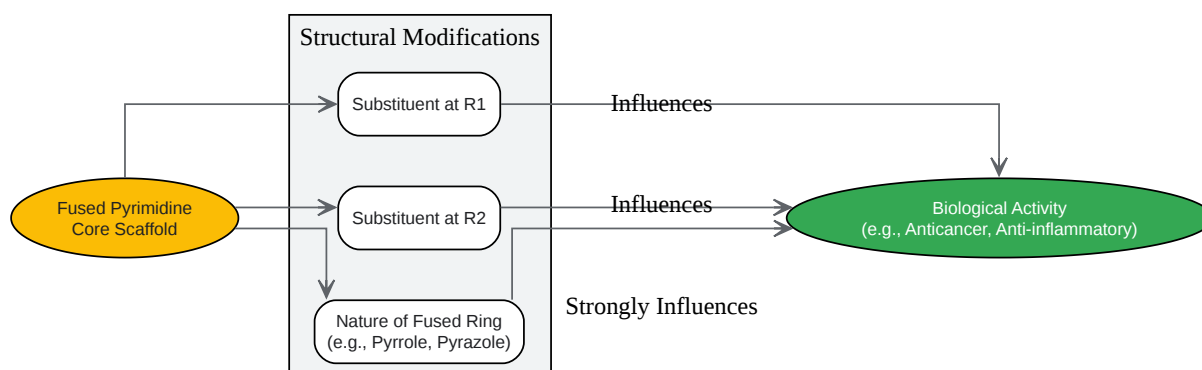 Structural Modifications
Substituent at R1
Influences
Fused Pyrimidine
Core Scaffold
Substituent at R2
Influences
Biological Activity
(e.g., Anticancer, Anti-inflammatory)
Nature of Fused Ring
(e.g., Pyrrole, Pyrazole)
Strongly Influences